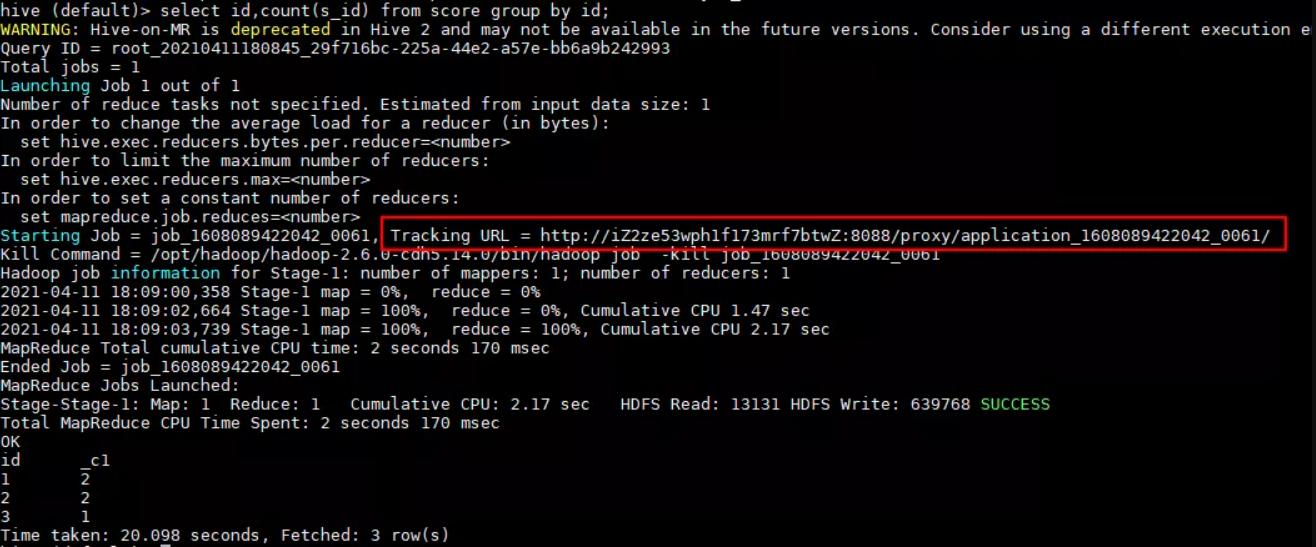 hive (default)> select id,count(s_id) from score group by id;
WARNING: Hive-on-MR is deprecated in Hive 2 and may not be available in the future versions. Consider using a different execution e
Query ID = root_20210411180845_29f716bc-225a-44e2-a57e-bb6a9b242993
Total jobs = 1
Launching Job 1 out of 1
Number of reduce tasks not specified. Estimated from input data size: 1
In order to change the average load for a reducer (in bytes):
  set hive.exec.reducers.bytes.per.reducer=<number>
In order to limit the maximum number of reducers:
  set hive.exec.reducers.max=<number>
In order to set a constant number of reducers:
  set mapreduce.job.reduces=<number>
Starting Job = job_1608089422042_0061, Tracking URL = http://iZ2ze53wph1f173mrf7btwZ:8088/proxy/application_1608089422042_0061/
Kill Command = /opt/hadoop/hadoop-2.6.0-cdh5.14.0/bin/hadoop job  -kill job_1608089422042_0061
Hadoop job information for Stage-1: number of mappers: 1; number of reducers: 1
2021-04-11 18:09:00,358 Stage-1 map = 0%,  reduce = 0%
2021-04-11 18:09:02,664 Stage-1 map = 100%,  reduce = 0%, Cumulative CPU 1.47 sec
2021-04-11 18:09:03,739 Stage-1 map = 100%,  reduce = 100%, Cumulative CPU 2.17 sec
MapReduce Total cumulative CPU time: 2 seconds 170 msec
Ended Job = job_1608089422042_0061
MapReduce Jobs Launched:
Stage-Stage-1: Map: 1  Reduce: 1   Cumulative CPU: 2.17 sec   HDFS Read: 13131 HDFS Write: 639768 SUCCESS
Total MapReduce CPU Time Spent: 2 seconds 170 msec
OK
id      _c1
1       2
2       2
3       1
Time taken: 20.098 seconds, Fetched: 3 row(s)